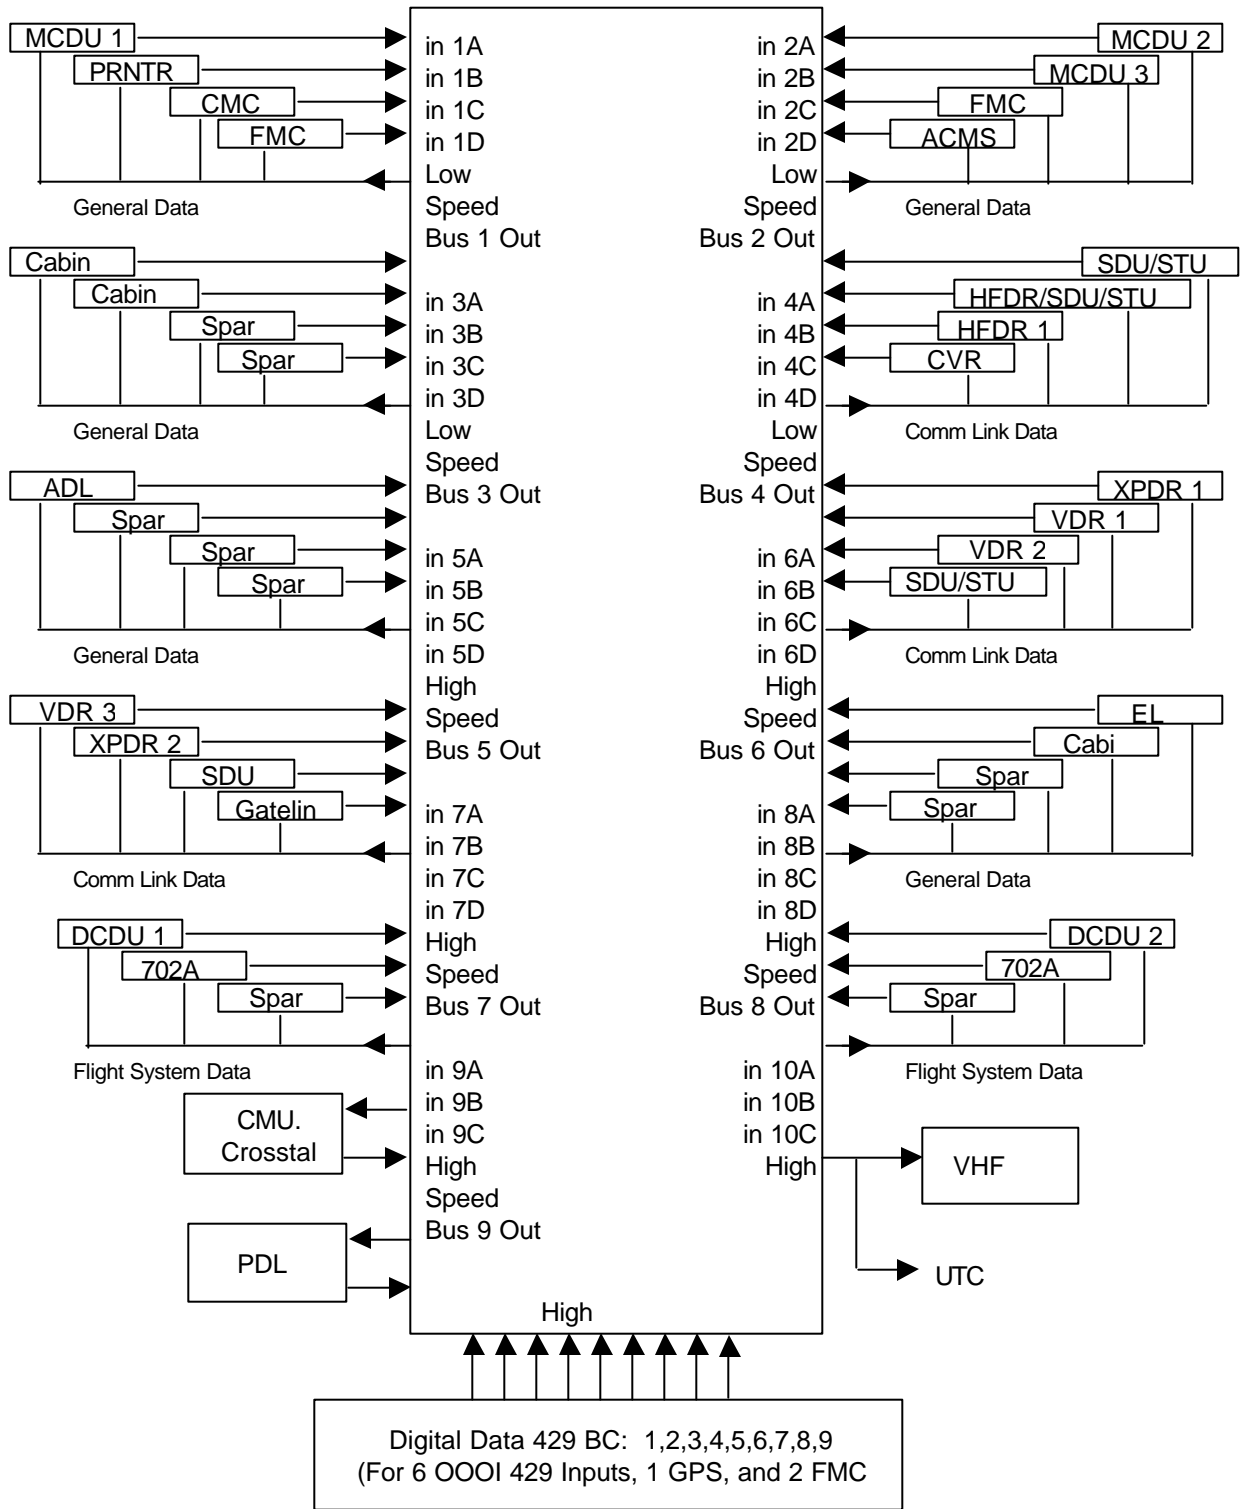 MCDU 1
PRNTR
CMC
FMC
General Data
Cabin
Cabin
Spar
Spar
General Data
ADL
Spar
Spar
Spar
General Data
VDR 3
XPDR 2
SDU
Gatelin
Comm Link Data
DCDU 1
702A
Spar
Flight System Data
CMU.
Crosstal
PDL
in 1A
in 1B
in 1C
in 1D
Low
Speed
Bus 1 Out
in 3A
in 3B
in 3C
in 3D
Low
Speed
Bus 3 Out
in 5A
in 5B
in 5C
in 5D
High
Speed
Bus 5 Out
in 7A
in 7B
in 7C
in 7D
High
Speed
Bus 7 Out
in 9A
in 9B
in 9C
High
Speed
Bus 9 Out
in 2A
in 2B
in 2C
in 2D
Low
Speed
Bus 2 Out
in 4A
in 4B
in 4C
in 4D
Low
Speed
Bus 4 Out
in 6A
in 6B
in 6C
in 6D
High
Speed
Bus 6 Out
in 8A
in 8B
in 8C
in 8D
High
Speed
Bus 8 Out
in 10A
in 10B
in 10C
High
MCDU 2
MCDU 3
FMC
ACMS
General Data
SDU/STU
HFDR/SDU/STU
HFDR 1
CVR
Comm Link Data
XPDR 1
VDR 1
VDR 2
SDU/STU
Comm Link Data
EL
Cabi
Spar
Spar
General Data
DCDU 2
702A
Spar
Flight System Data
VHF
UTC
High
Digital Data 429 BC: 1,2,3,4,5,6,7,8,9
(For 6 OOOI 429 Inputs, 1 GPS, and 2 FMC